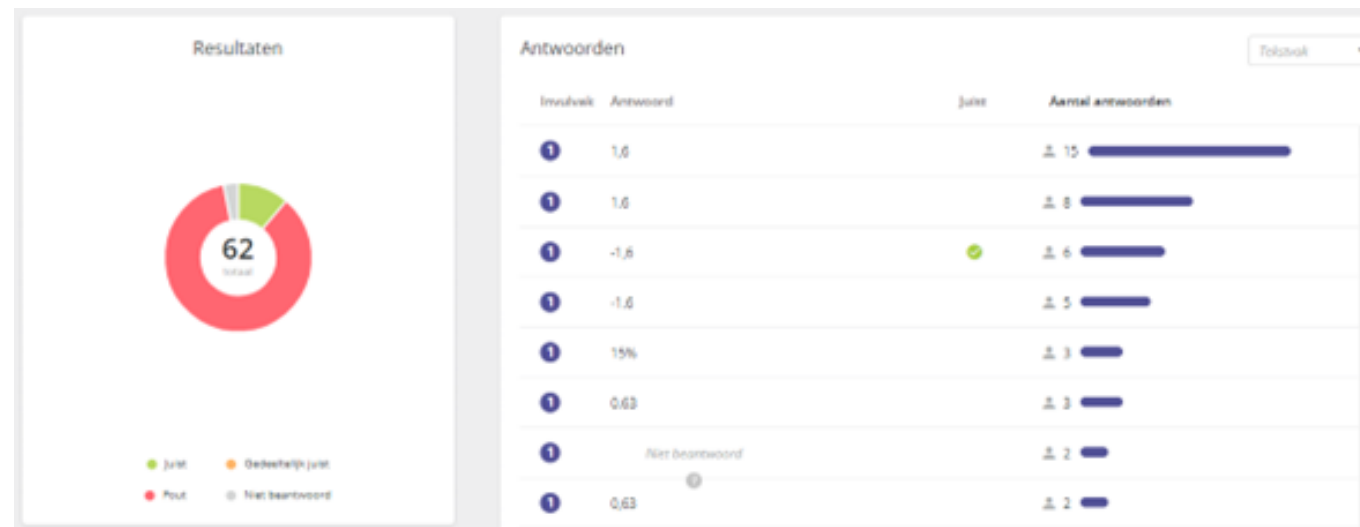 Resultaten
62
totaal
Juist
Gedeeltelijk juist
Fout
Niet beantwoord
Antwoorden
Tekstvak
Invulvak Antwoord Juist Aantal antwoorden
1 1,6 15
1 1.6 8
1 -1,6 6
1 -1.6 5
1 15% 3
1 0.63 3
1 Niet beantwoord 2
?
1 0,63 2